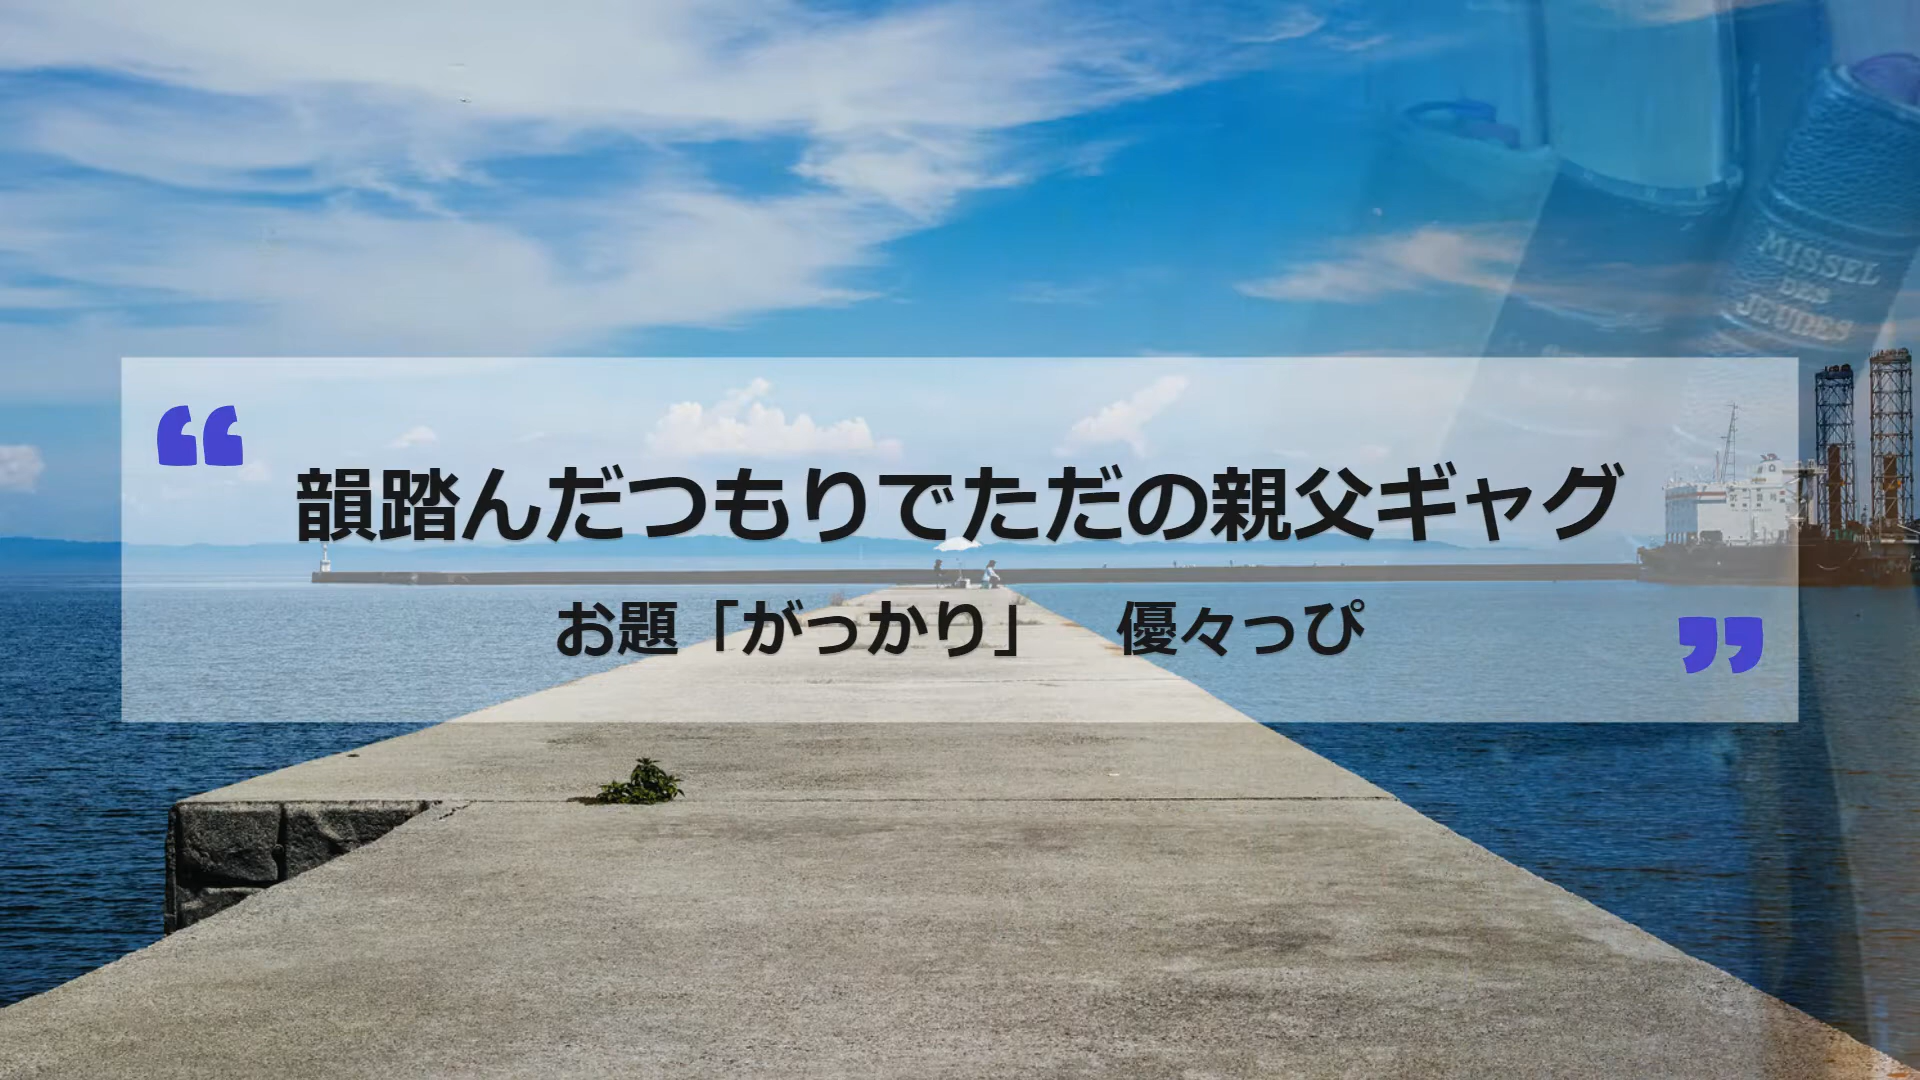 MISSEL
DES
JEUDES
“
韻踏んだつもりでただの親父ギャグ
お題「がっかり」　優々っぴ
”